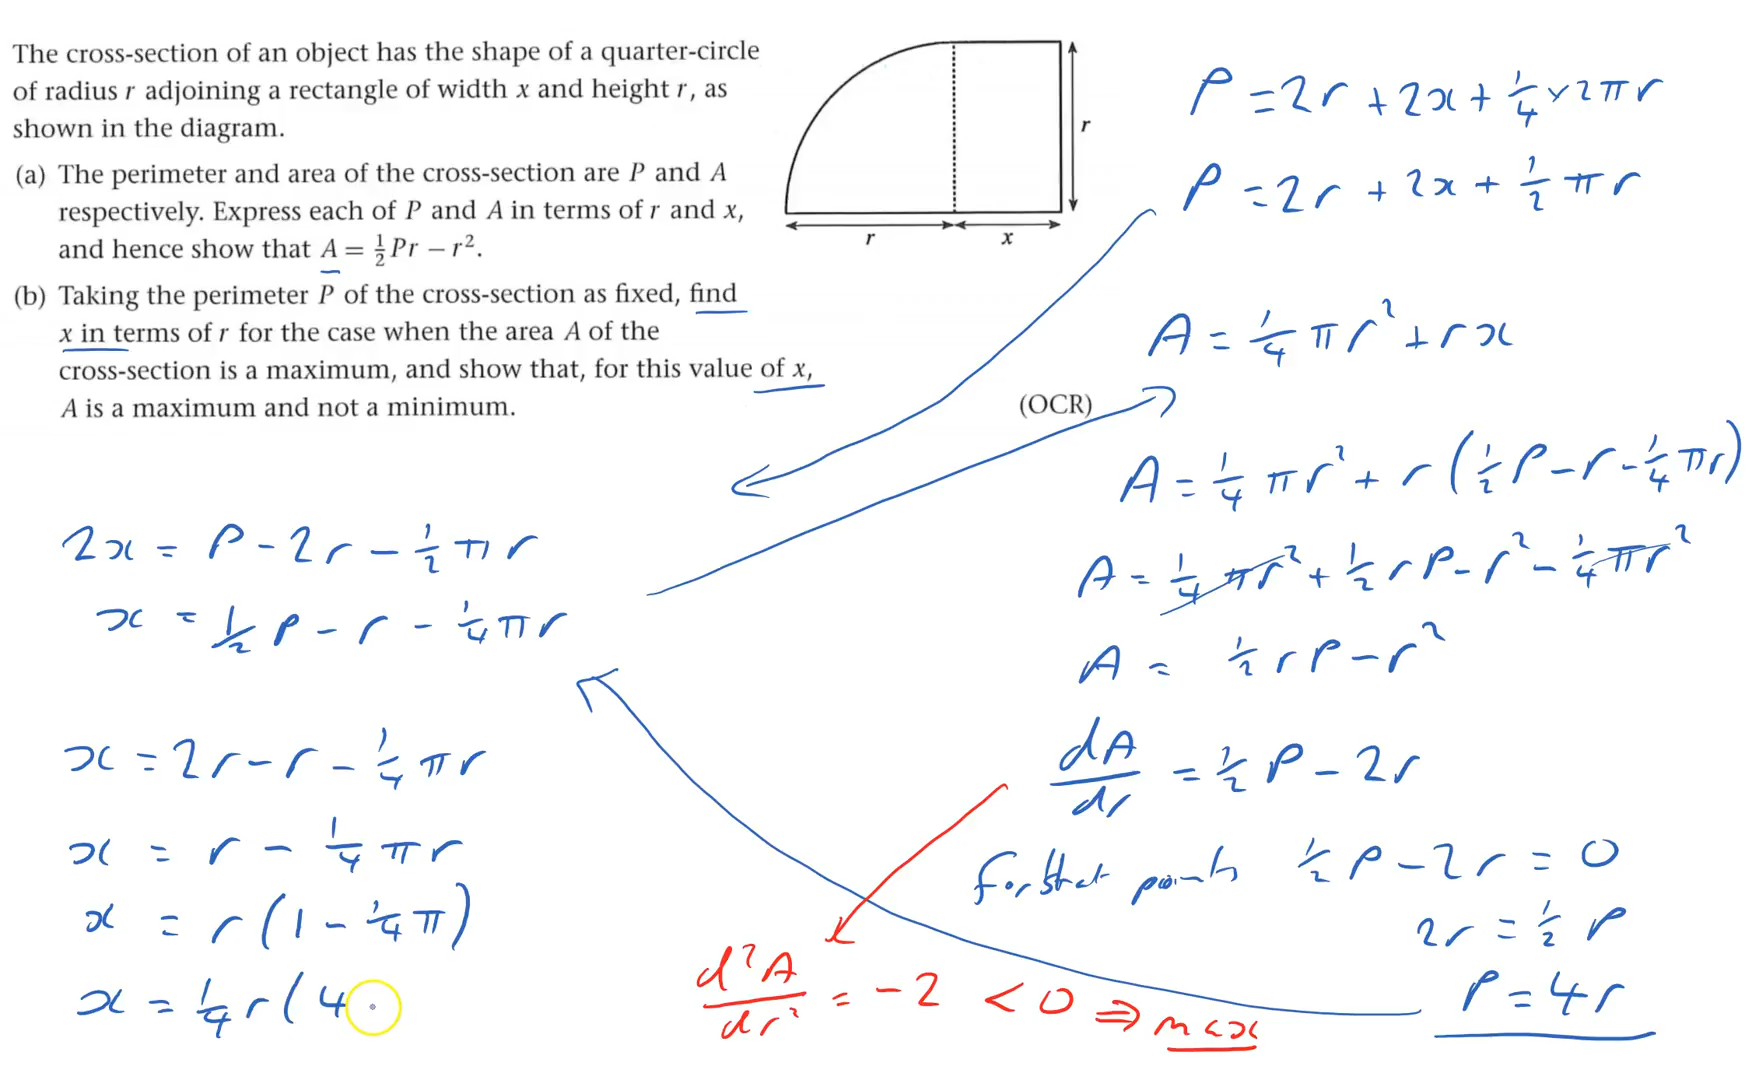 The cross-section of an object has the shape of a quarter-circle
of radius r adjoining a rectangle of width x and height r, as
shown in the diagram.
(a) The perimeter and area of the cross-section are P and A
respectively. Express each of P and A in terms of r and x,
and hence show that A = ½Pr − r².
(b) Taking the perimeter P of the cross-section as fixed, find
x in terms of r for the case when the area A of the
cross-section is a maximum, and show that, for this value of x,
A is a maximum and not a minimum.
(OCR)
r
r
x
P = 2r + 2x + ¼ × 2πr
P = 2r + 2x + ½πr
A = ¼πr² + rx
A = ¼πr² + r(½P − r − ¼πr)
A = ¼πr² + ½rP − r² − ¼πr²
A = ½rP − r²
dA/dr = ½P − 2r
For stat points ½P − 2r = 0
2r = ½P
P = 4r
2x = P − 2r − ½πr
x = ½P − r − ¼πr
x = 2r − r − ¼πr
x = r − ¼πr
x = r(1 − ¼π)
x = ¼r(4
d²A/dr² = −2 < 0 ⇒ max